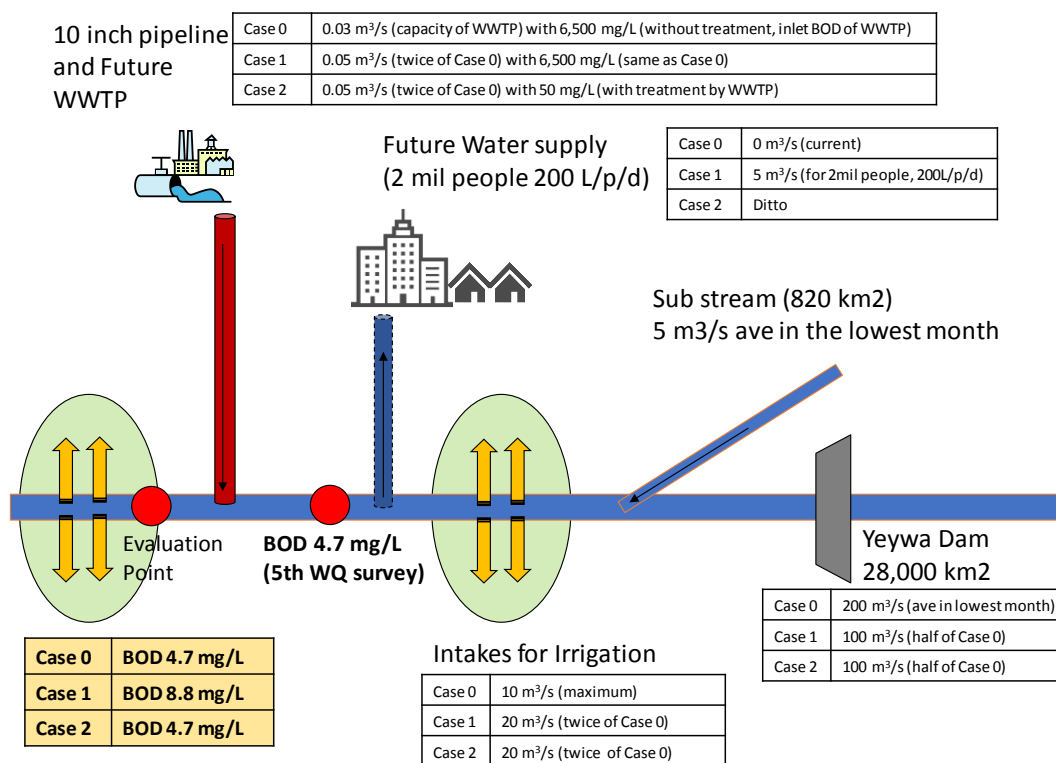 10 inch pipeline
and Future
WWTP
Case 0 0.03 m³/s (capacity of WWTP) with 6,500 mg/L (without treatment, inlet BOD of WWTP)
Case 1 0.05 m³/s (twice of Case 0) with 6,500 mg/L (same as Case 0)
Case 2 0.05 m³/s (twice of Case 0) with 50 mg/L (with treatment by WWTP)
Future Water supply
(2 mil people 200 L/p/d)
Case 0 0 m³/s (current)
Case 1 5 m³/s (for 2mil people, 200L/p/d)
Case 2 Ditto
Sub stream (820 km2)
5 m3/s ave in the lowest month
Evaluation
Point
BOD 4.7 mg/L
(5th WQ survey)
Yeywa Dam
28,000 km2
Case 0 200 m³/s (ave in lowest month)
Case 1 100 m³/s (half of Case 0)
Case 2 100 m³/s (half of Case 0)
Case 0 BOD 4.7 mg/L
Case 1 BOD 8.8 mg/L
Case 2 BOD 4.7 mg/L
Intakes for Irrigation
Case 0 10 m³/s (maximum)
Case 1 20 m³/s (twice of Case 0)
Case 2 20 m³/s (twice of Case 0)